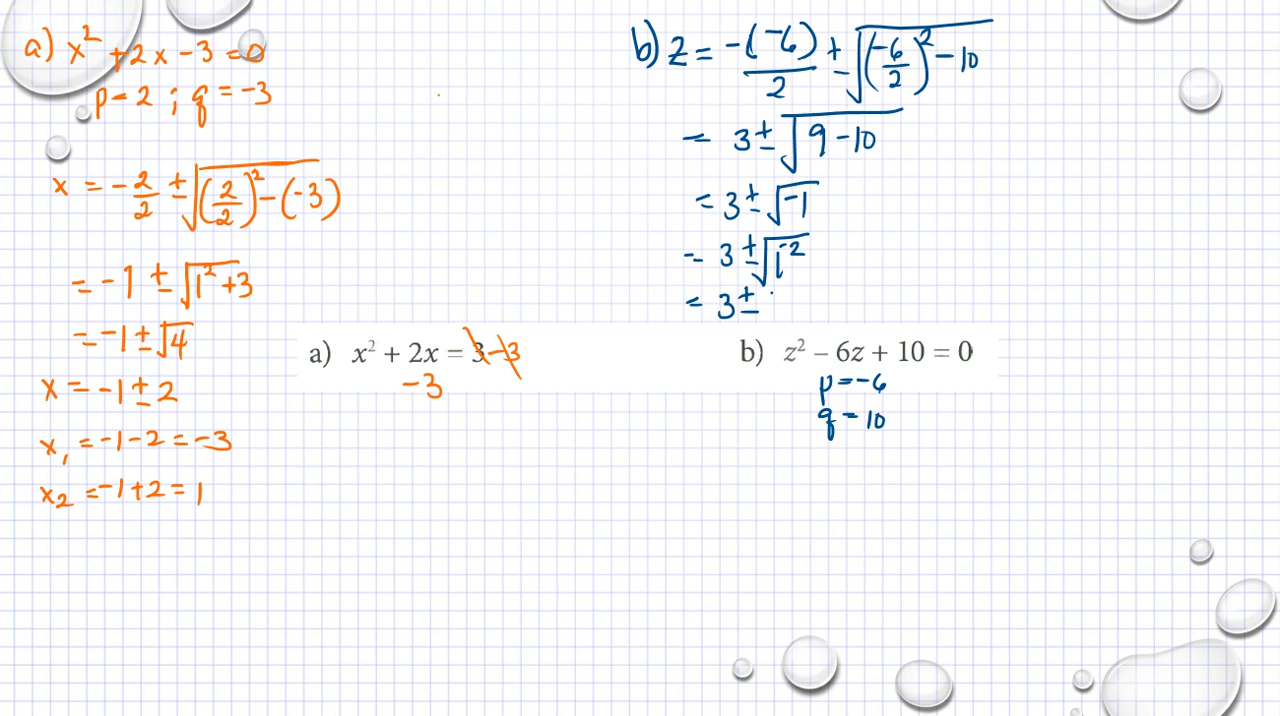 a) x² + 2x - 3 = 0
p = 2 ; q = -3
x = -2/2 ± √(2/2)² - (-3)
= -1 ± √1² + 3
= -1 ± √4
x = -1 ± 2
x₁ = -1 - 2 = -3
x₂ = -1 + 2 = 1
b) z = -(-6)/2 ± √(-6/2)² - 10
= 3 ± √9 - 10
= 3 ± √-1
= 3 ± √1⁻²
= 3 ±
a) x² + 2x = 3 - 3
-3
b) z² – 6z + 10 = 0
p = -6
q = 10